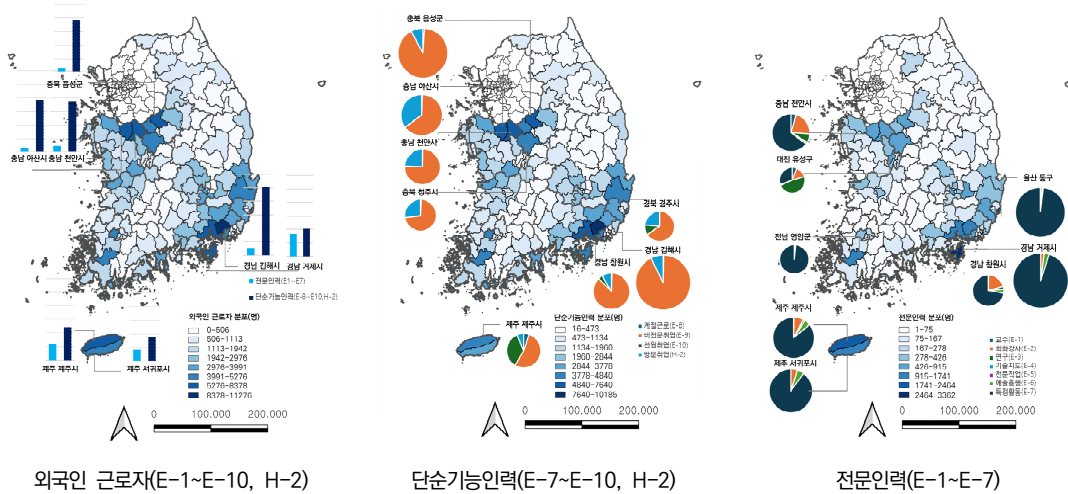 충북 음성군
충남 아산시 충남 천안시
경남 김해시
경남 거제시
전문인력(E1~E7)
단순기능인력(E-8~E10,H-2)
제주 제주시
제주 서귀포시
외국인 근로자 분포(명)
0-506
506-1113
1113-1942
1942-2976
2976-3991
3991-5276
5276-8378
8378-11276
0 100,000 200,000
외국인 근로자(E-1~E-10, H-2)
충북 음성군
충남 아산시
충남 천안시
충북 청주시
경북 경주시
경남 김해시
경남 창원시
제주 제주시
단순기능인력 분포(명)
16-473
473-1134
1134-1960
1960-2844
2844-3778
3778-4840
4840-7640
7640-10185
계절근로(E-8)
비전문취업(E-9)
선원취업(E-10)
방문취업(H-2)
0 100,000 200,000
단순기능인력(E-7~E-10, H-2)
충남 천안시
대전 유성구
울산 동구
전남 영암군
경남 거제시
경남 창원시
제주 제주시
제주 서귀포시
전문인력 분포(명)
1-75
75-167
167-278
278-426
426-915
915-1741
1741-2464
2464-3362
교수(E-1)
회화강사(E-2)
연구(E-3)
기술지도(E-4)
전문직업(E-5)
예술흥행(E-6)
특정활동(E-7)
0 100,000 200,000
전문인력(E-1~E-7)